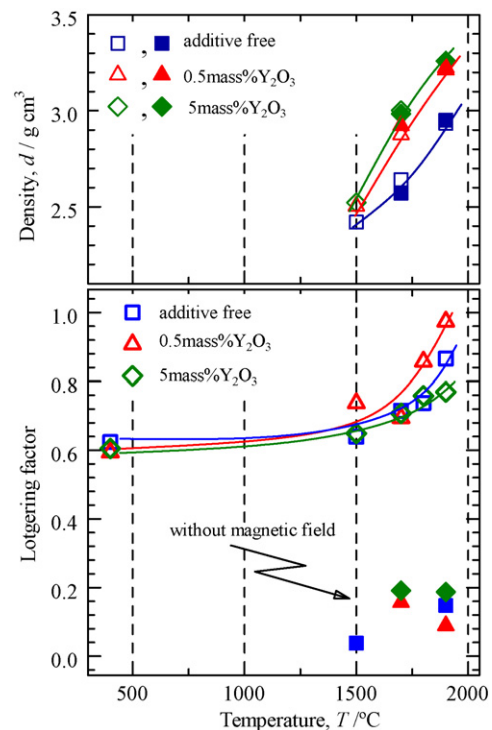 3.5
3.0
2.5
Density, d / g cm³
, additive free
, 0.5mass%Y₂O₃
, 5mass%Y₂O₃
1.0
0.8
0.6
0.4
0.2
0.0
Lotgering factor
additive free
0.5mass%Y₂O₃
5mass%Y₂O₃
without magnetic field
500 1000 1500 2000
Temperature, T /ºC